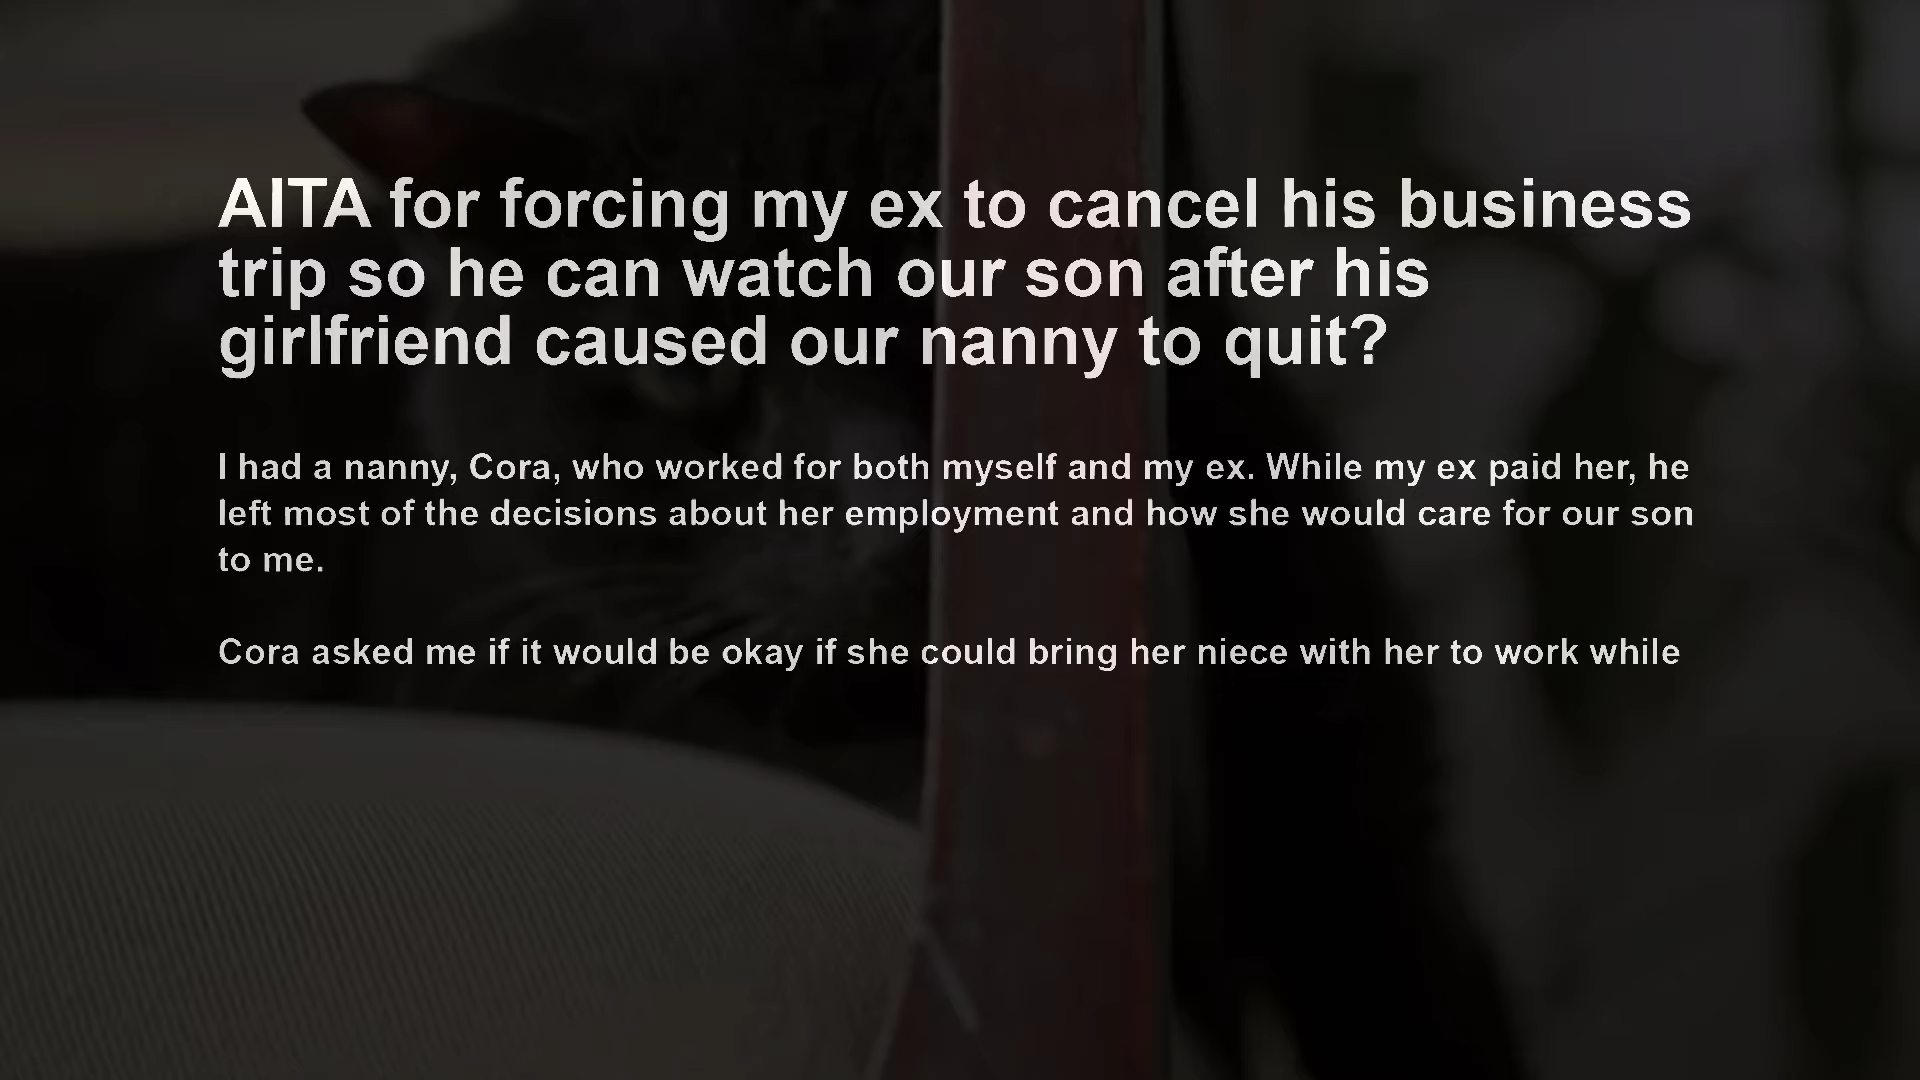 AITA for forcing my ex to cancel his business
trip so he can watch our son after his
girlfriend caused our nanny to quit?
I had a nanny, Cora, who worked for both myself and my ex. While my ex paid her, he
left most of the decisions about her employment and how she would care for our son
to me.
Cora asked me if it would be okay if she could bring her niece with her to work while